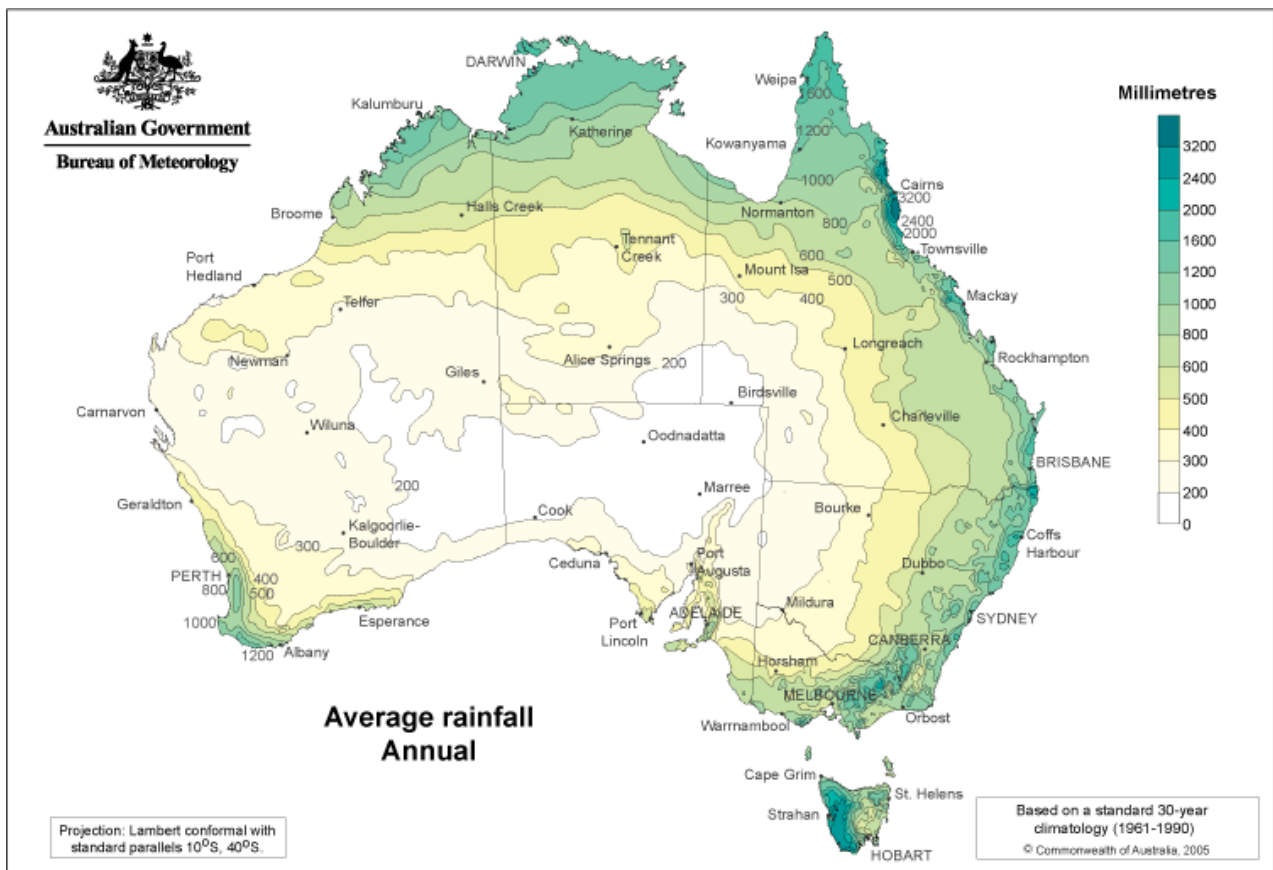 Australian Government
Bureau of Meteorology
DARWIN
Weipa
1600
Millimetres
Kalumburu
Katherine
1200
Kowanyama
3200
2400
2000
1600
1200
1000
800
600
500
400
300
200
0
1000
Cairns
3200
Broome
Halls Creek
Normanton
800
2400
2000
Tennant
Creek
600
Townsville
Port
Hedland
Mount Isa
500
300
400
Mackay
Telfer
Newman
Alice Springs
200
Longreach
Rockhampton
Giles
Birdsville
Carnarvon
Wiluna
Oodnadatta
Charleville
BRISBANE
200
Marree
Geraldton
Cook
Bourke
Kalgoorlie-
Boulder
300
Coffs
Harbour
600
Ceduna
Port
Augusta
Dubbo
PERTH
400
800
500
ADELAIDE
Mildura
1000
Esperance
Port
Lincoln
SYDNEY
1200
Albany
CANBERRA
Horsham
MELBOURNE
Warrnambool
Orbost
Average rainfall
Annual
Cape Grim
St. Helens
Strahan
HOBART
Projection: Lambert conformal with
standard parallels 10°S, 40°S.
Based on a standard 30-year
climatology (1961-1990)
© Commonwealth of Australia, 2005